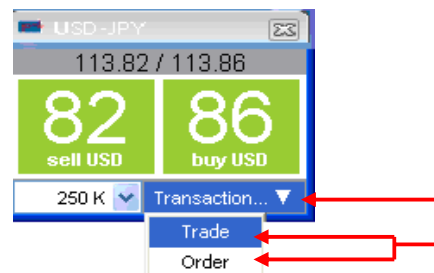 USD-JPY
113.82 / 113.86
82 86
sell USD buy USD
250 K Transaction...
Trade
Order